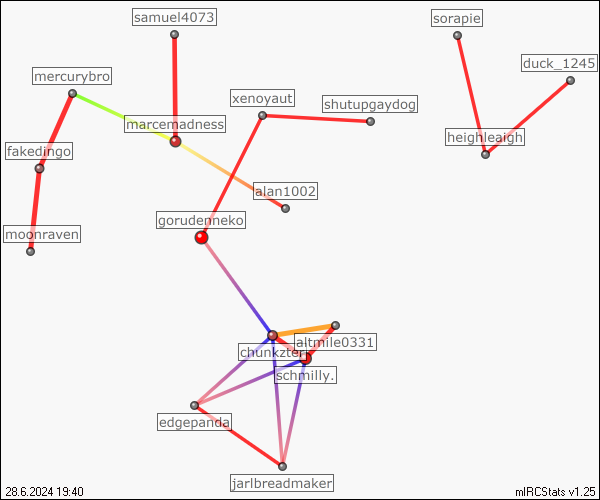 samuel4073
sorapie
duck_1245
mercurybro
xenoyaut
shutupgaydog
marcemadness
heighleaigh
fakedingo
alan1002
gorudenneko
moonraven
altmile0331
schmilly.
edgepanda
jarlbreadmaker
28.6.2024 19:40
mIRCStats v1.25